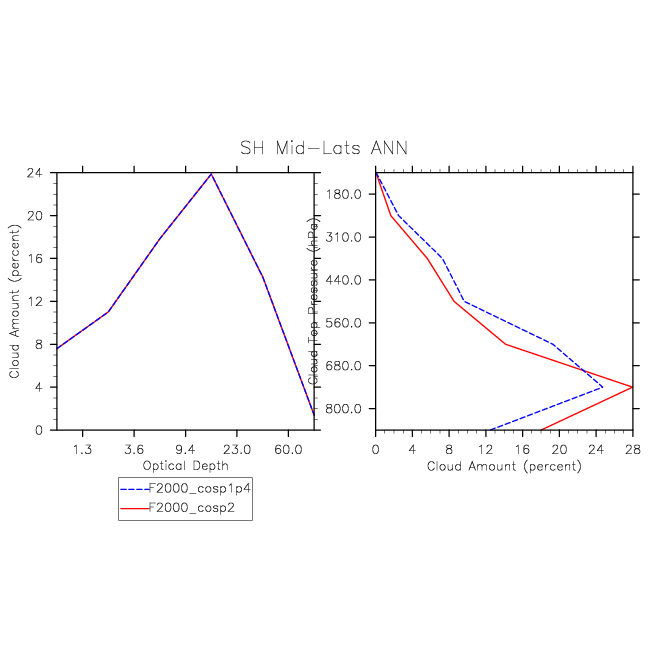 SH Mid-Lats ANN
Cloud Amount (percent)
24
20
16
12
8
4
0
1.3 3.6 9.4 23.0 60.0
Optical Depth
Cloud Top Pressure (hPa)
180.0
310.0
440.0
560.0
680.0
800.0
0 4 8 12 16 20 24 28
Cloud Amount (percent)
F2000_cosp1p4
F2000_cosp2